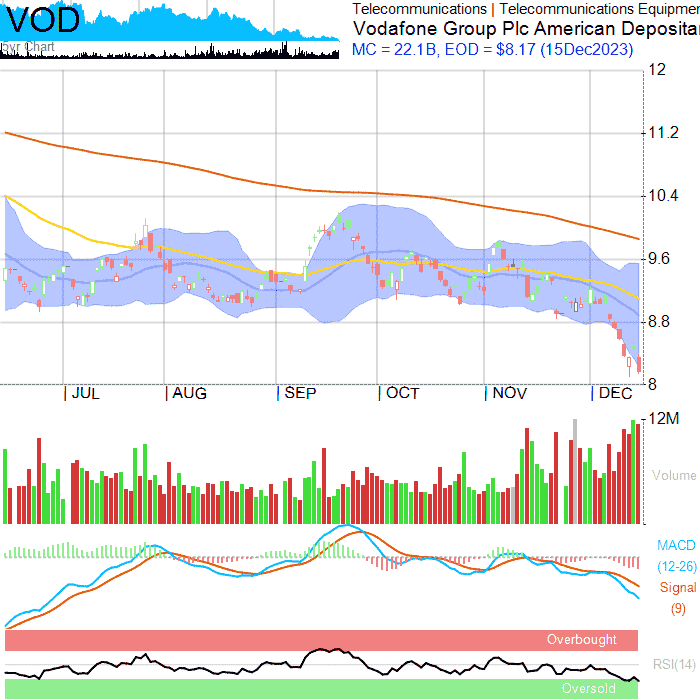 VOD
5yr Chart
Telecommunications | Telecommunications Equipmen
Vodafone Group Plc American Deposita
MC = 22.1B, EOD = $8.17 (15Dec2023)
12
11.2
10.4
9.6
8.8
8
JUL AUG SEP OCT NOV DEC
12M
Volume
MACD
(12-26)
Signal
(9)
Overbought
RSI(14)
Oversold